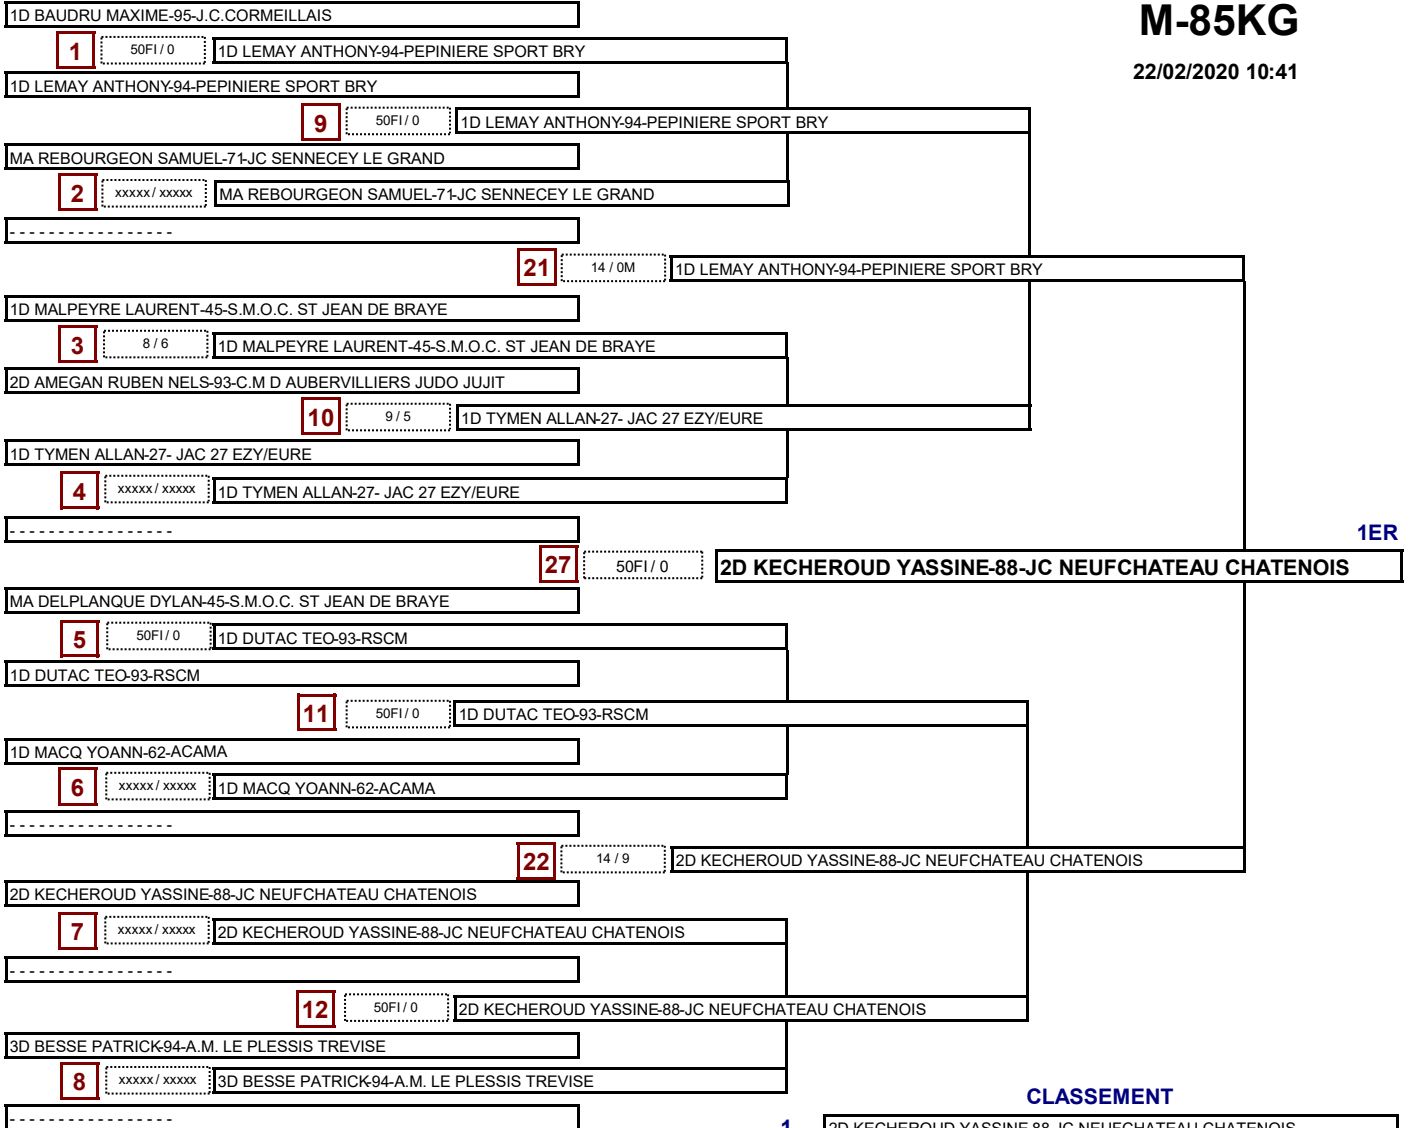 1D BAUDRU MAXIME-95-J.C.CORMEILLAIS
M-85KG
1 50FI / 0 1D LEMAY ANTHONY-94-PEPINIERE SPORT BRY
22/02/2020 10:41
1D LEMAY ANTHONY-94-PEPINIERE SPORT BRY
9 50FI / 0 1D LEMAY ANTHONY-94-PEPINIERE SPORT BRY
MA REBOURGEON SAMUEL-71-JC SENNECEY LE GRAND
2 xxxxx / xxxxx MA REBOURGEON SAMUEL-71-JC SENNECEY LE GRAND
- - - - - - - - - - - - - - - - -
21 14 / 0M 1D LEMAY ANTHONY-94-PEPINIERE SPORT BRY
1D MALPEYRE LAURENT-45-S.M.O.C. ST JEAN DE BRAYE
3 8 / 6 1D MALPEYRE LAURENT-45-S.M.O.C. ST JEAN DE BRAYE
2D AMEGAN RUBEN NELS-93-C.M D AUBERVILLIERS JUDO JUJIT
10 9 / 5 1D TYMEN ALLAN-27- JAC 27 EZY/EURE
1D TYMEN ALLAN-27- JAC 27 EZY/EURE
4 xxxxx / xxxxx 1D TYMEN ALLAN-27- JAC 27 EZY/EURE
- - - - - - - - - - - - - - - - -
1ER
27 50FI / 0 2D KECHEROUD YASSINE-88-JC NEUFCHATEAU CHATENOIS
MA DELPLANQUE DYLAN-45-S.M.O.C. ST JEAN DE BRAYE
5 50FI / 0 1D DUTAC TEO-93-RSCM
1D DUTAC TEO-93-RSCM
11 50FI / 0 1D DUTAC TEO-93-RSCM
1D MACQ YOANN-62-ACAMA
6 xxxxx / xxxxx 1D MACQ YOANN-62-ACAMA
- - - - - - - - - - - - - - - - -
22 14 / 9 2D KECHEROUD YASSINE-88-JC NEUFCHATEAU CHATENOIS
2D KECHEROUD YASSINE-88-JC NEUFCHATEAU CHATENOIS
7 xxxxx / xxxxx 2D KECHEROUD YASSINE-88-JC NEUFCHATEAU CHATENOIS
- - - - - - - - - - - - - - - - -
12 50FI / 0 2D KECHEROUD YASSINE-88-JC NEUFCHATEAU CHATENOIS
3D BESSE PATRICK-94-A.M. LE PLESSIS TREVISE
8 xxxxx / xxxxx 3D BESSE PATRICK-94-A.M. LE PLESSIS TREVISE
CLASSEMENT
- - - - - - - - - - - - - - - - -
1 2D KECHEROUD YASSINE-88-JC NEUFCHATEAU CHATENOIS